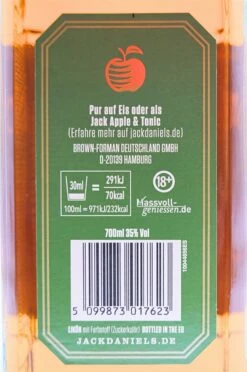 Pur auf Eis oder als
Jack Apple & Tonic
(Erfahre mehr auf jackdaniels.de)
BROWN-FORMAN DEUTSCHLAND GMBH
D-20139 HAMBURG
30ml = 291kJ
70kcal
100ml = 971kJ/232kcal
18+
Massvoll-
geniessen.de
700ml 35% Vol
5 099873 017623
LIKÖR mit Farbstoff (Zuckerkulör) BOTTLED IN THE EU
JACKDANIELS.DE